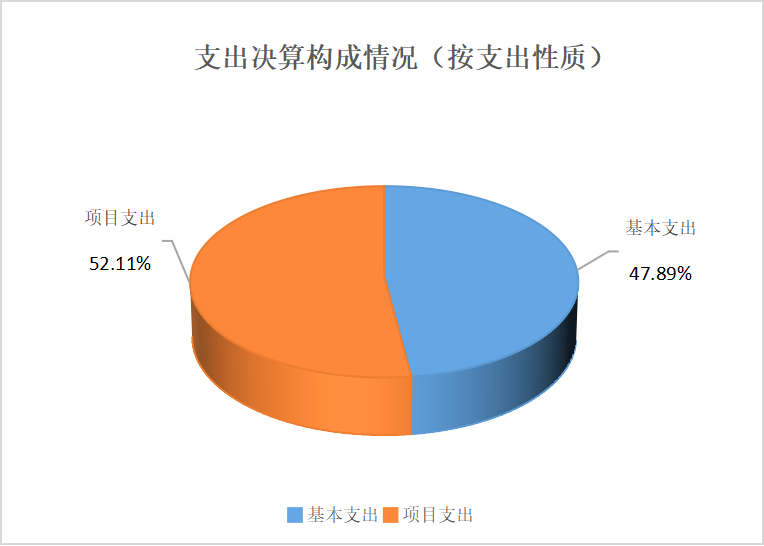 支出决算构成情况（按支出性质）
项目支出
52.11%
基本支出
47.89%
基本支出 项目支出